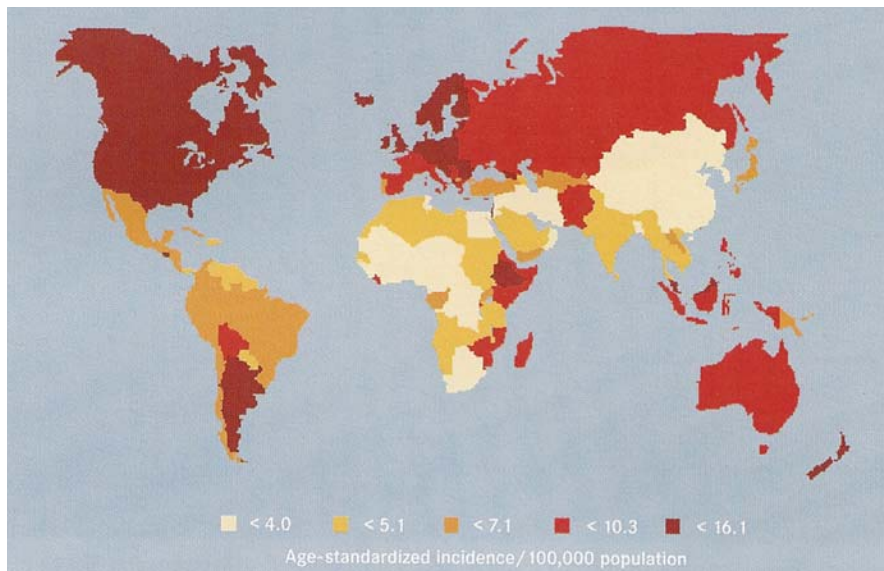 < 4.0 < 5.1 < 7.1 < 10.3 < 16.1
Age-standardized incidence/100,000 population